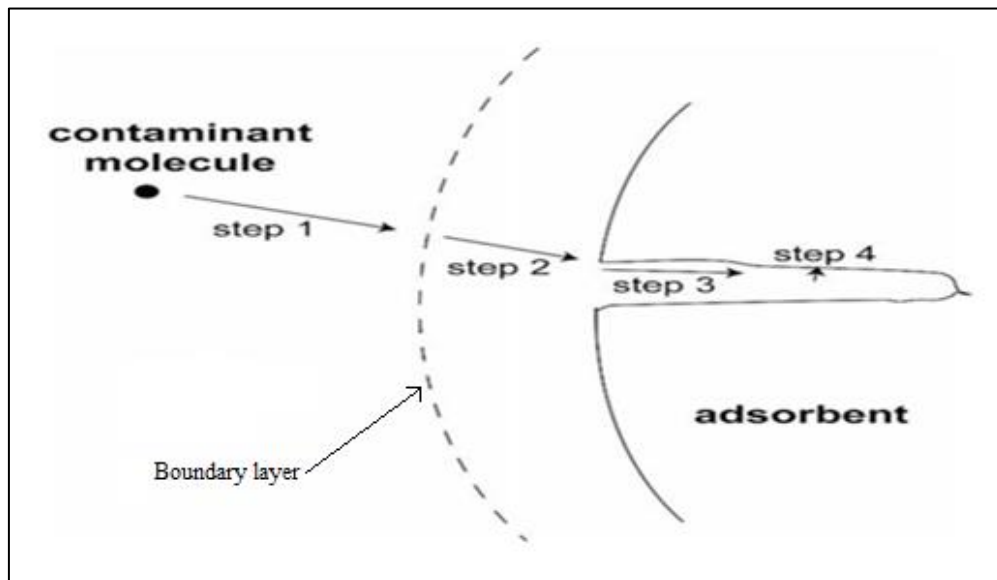 contaminant
molecule
step 1
step 2
step 3
step 4
adsorbent
Boundary layer